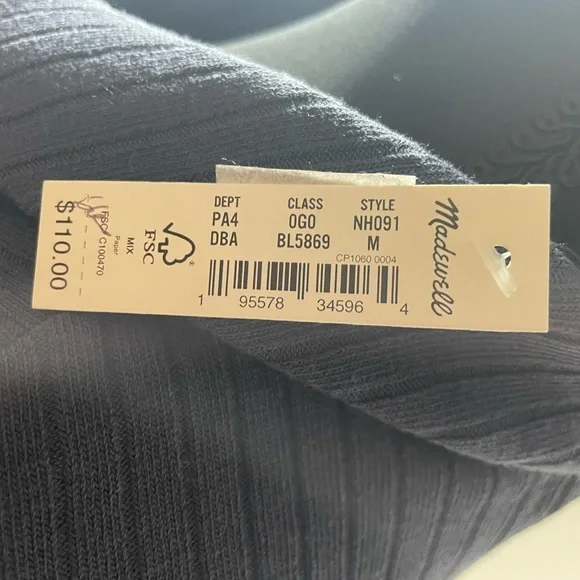 DEPT CLASS STYLE
PA4 0G0 NH091
DBA BL5869 M
CP1060 0004
1 95578 34596 4
Madewell
FSC
®
MIX
Paper
FSC C100470
$110.00